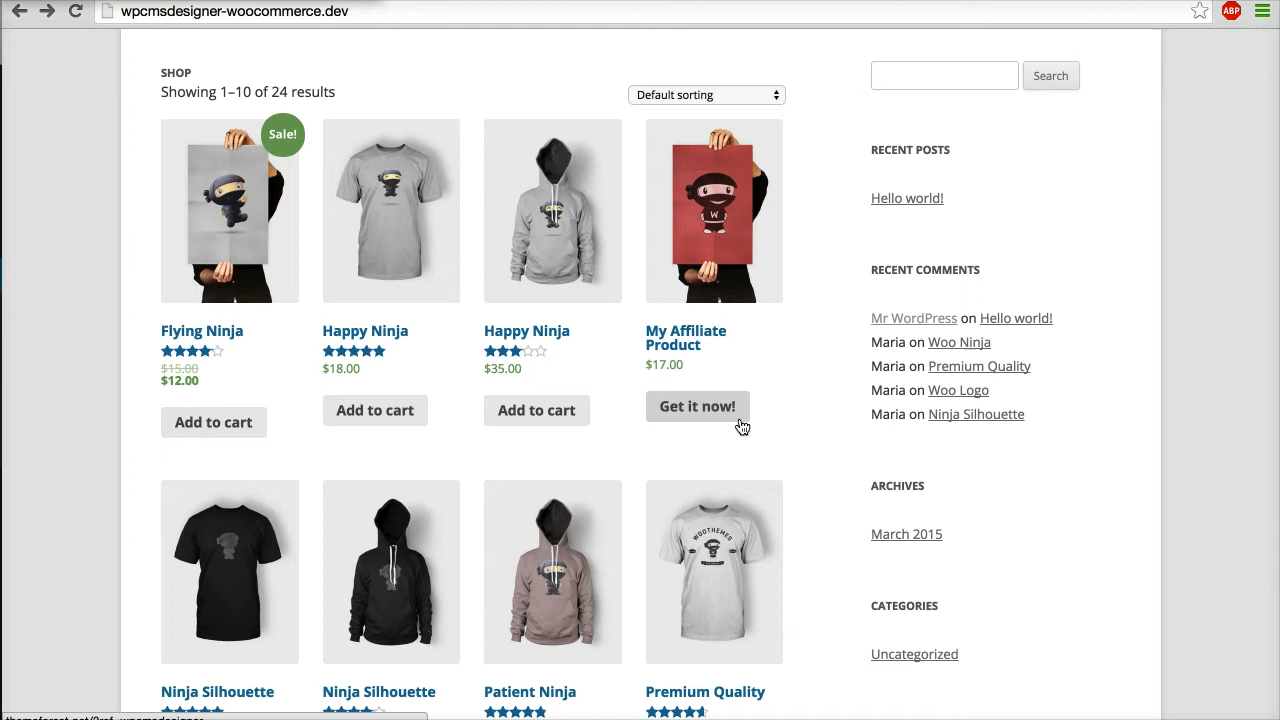 wpcmsdesigner-woocommerce.dev
ABP
SHOP
Showing 1–10 of 24 results
Default sorting
Search
Sale!
W
Flying Ninja
$15.00
$12.00
Add to cart
Happy Ninja
$18.00
Add to cart
Happy Ninja
$35.00
Add to cart
My Affiliate
Product
$17.00
Get it now!
WOOTHEMES
Ninja Silhouette
Ninja Silhouette
Patient Ninja
Premium Quality
RECENT POSTS
Hello world!
RECENT COMMENTS
Mr WordPress on Hello world!
Maria on Woo Ninja
Maria on Premium Quality
Maria on Woo Logo
Maria on Ninja Silhouette
ARCHIVES
March 2015
CATEGORIES
Uncategorized